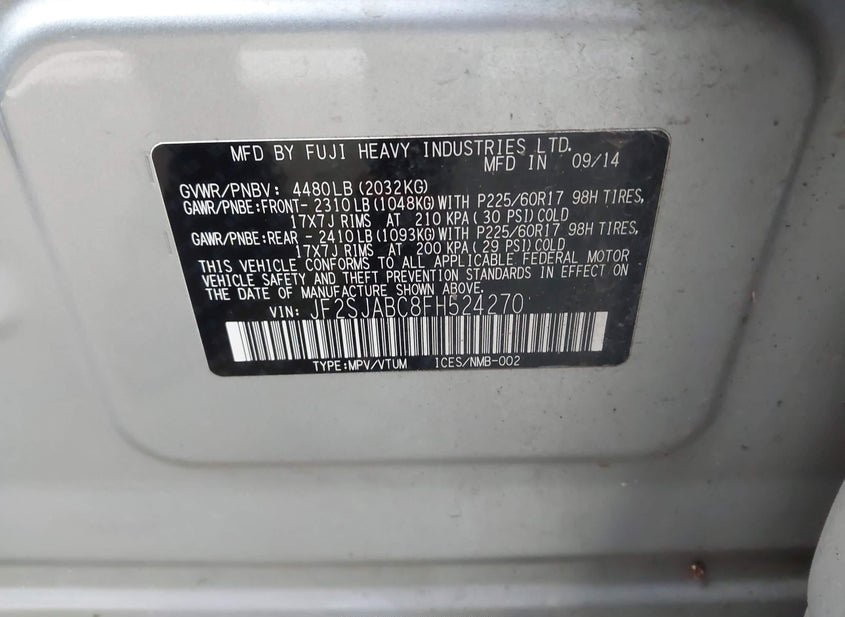 MFD BY FUJI HEAVY INDUSTRIES LTD.
MFD IN 09/14
GVWR/PNBV: 4480LB(2032KG)
GAWR/PNBE:FRONT- 2310LB(1048KG)WITH P225/60R17 98H TIRES,
17X7J RIMS AT 210 KPA(30 PSI)COLD
GAWR/PNBE:REAR - 2410LB(1093KG)WITH P225/60R17 98H TIRES,
17X7J RIMS AT 200 KPA(29 PSI)COLD
THIS VEHICLE CONFORMS TO ALL APPLICABLE FEDERAL MOTOR
VEHICLE SAFETY AND THEFT PREVENTION STANDARDS IN EFFECT ON
THE DATE OF MANUFACTURE SHOWN ABOVE.
VIN: JF2SJABC8FH524270
TYPE:MPV/VTUM ICES/NMB-002